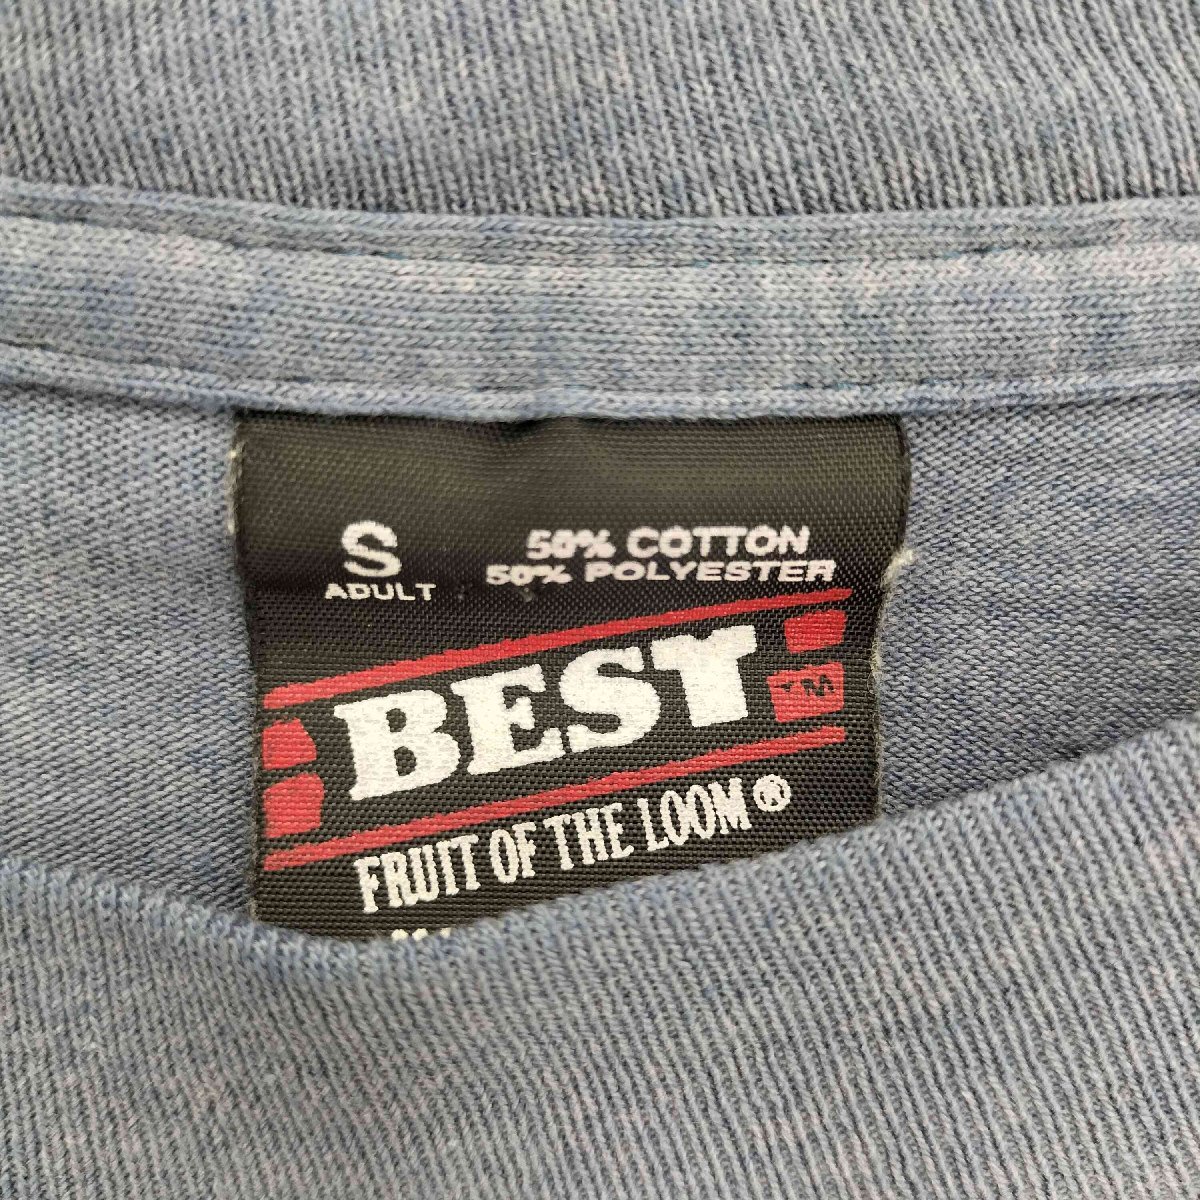 S
ADULT
50% COTTON
50% POLYESTER
BEST
TM
FRUIT OF THE LOOM®